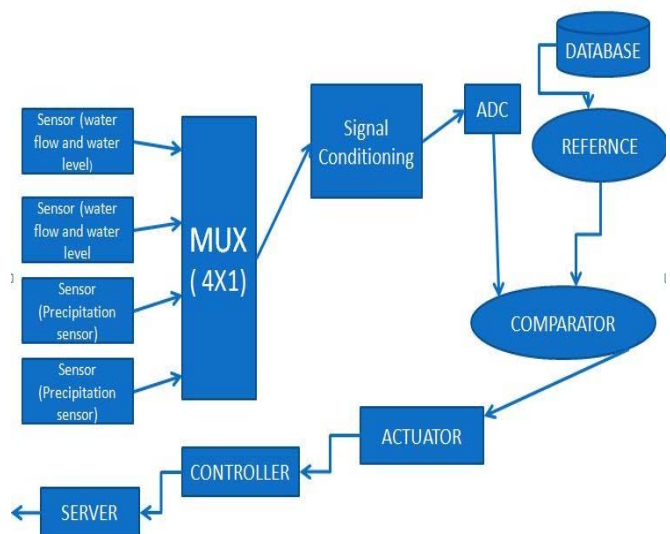 Sensor (water
flow and water
level)
Sensor (water
flow and water
level
Sensor
(Precipitation
sensor)
Sensor
(Precipitation
sensor)
MUX
( 4X1)
Signal
Conditioning
ADC
DATABASE
REFERNCE
COMPARATOR
ACTUATOR
CONTROLLER
SERVER